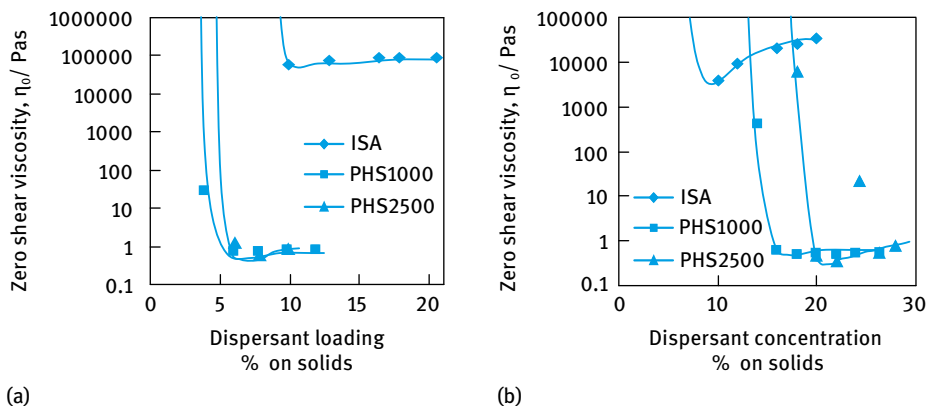 (a)
Zero shear viscosity, η₀/ Pas
1000000
100000
10000
1000
100
10
1
0.1
0 5 10 15 20
ISA
PHS1000
PHS2500
Dispersant loading
% on solids
(b)
Zero shear viscosity, η ₀/ Pas
100000
10000
1000
100
10
1
0.1
0 10 20 30
ISA
PHS1000
PHS2500
Dispersant concentration
% on solids